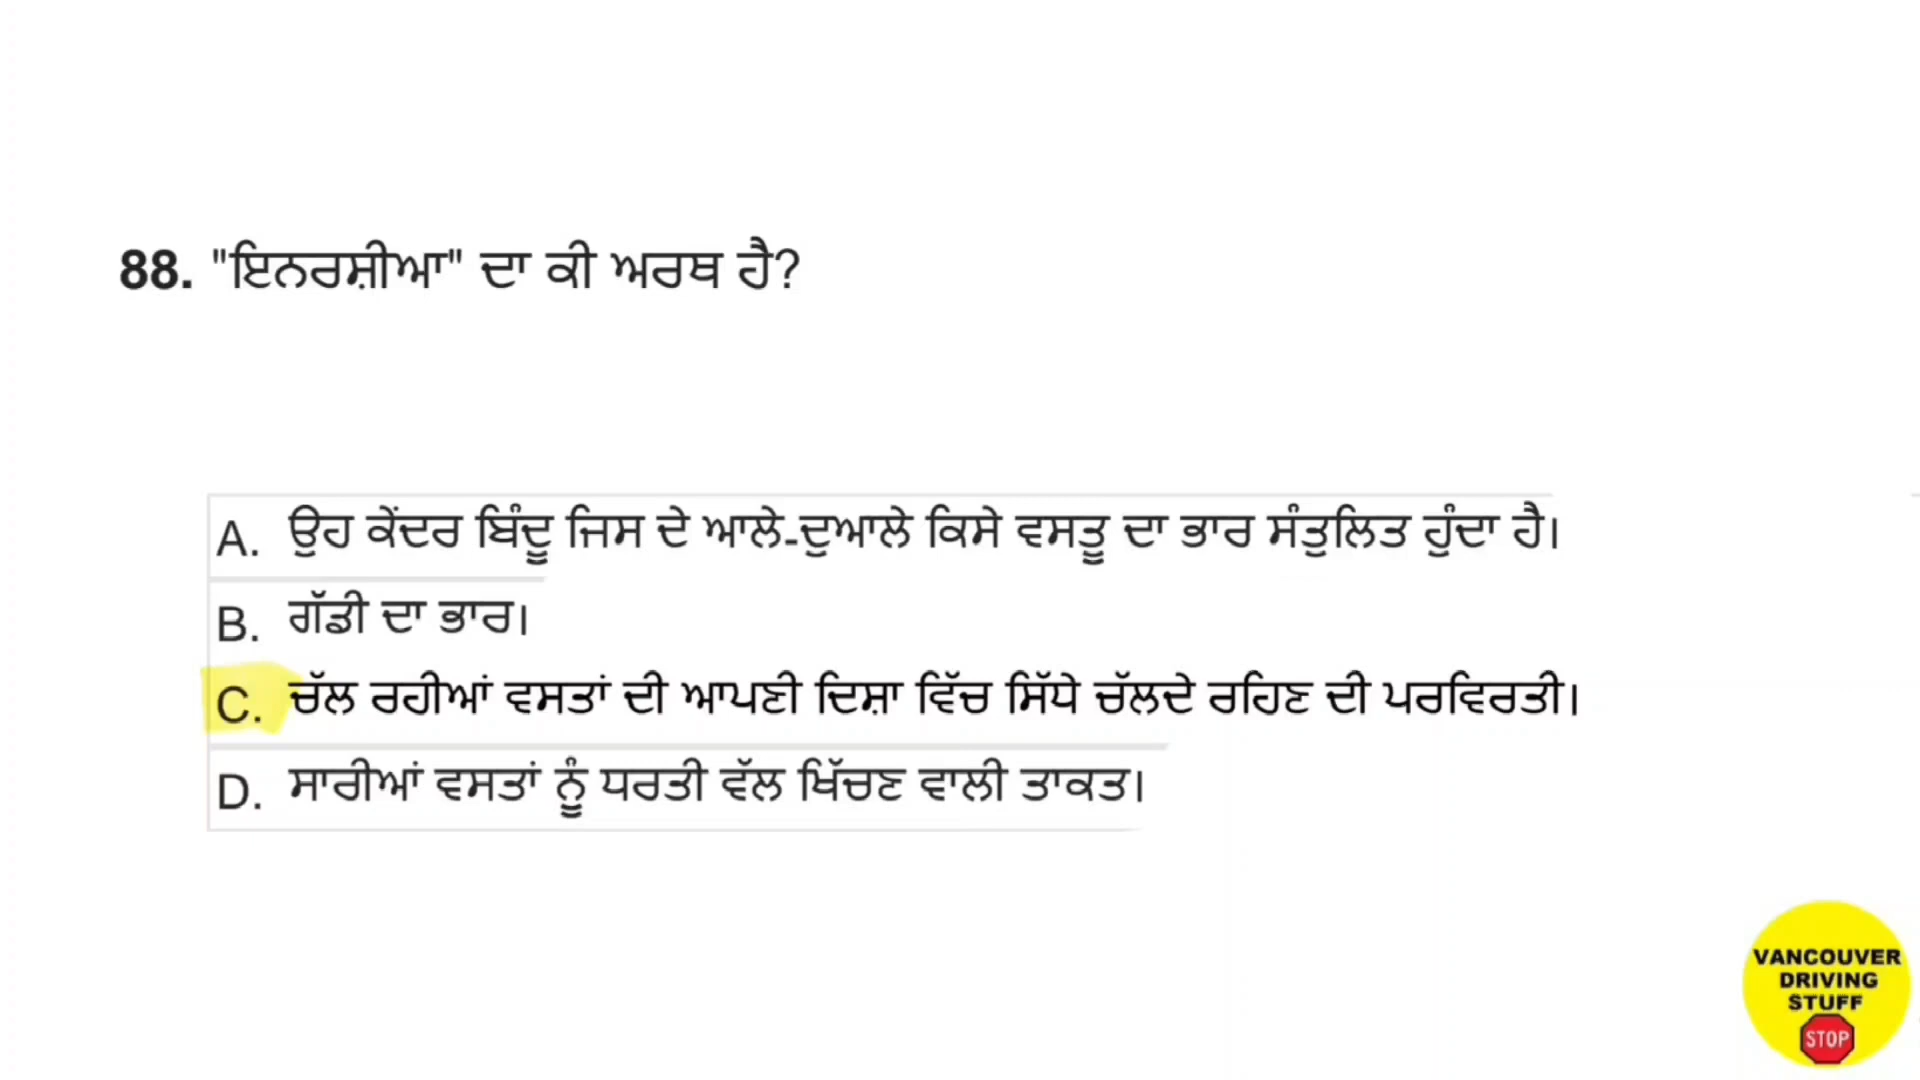 88. "ਇਨਰਸ਼ੀਆ" ਦਾ ਕੀ ਅਰਥ ਹੈ?
A. ਉਹ ਕੇਂਦਰ ਬਿੰਦੂ ਜਿਸ ਦੇ ਆਲੇ-ਦੁਆਲੇ ਕਿਸੇ ਵਸਤੂ ਦਾ ਭਾਰ ਸੰਤੁਲਿਤ ਹੁੰਦਾ ਹੈ।
B. ਗੱਡੀ ਦਾ ਭਾਰ।
C. ਚੱਲ ਰਹੀਆਂ ਵਸਤਾਂ ਦੀ ਆਪਣੀ ਦਿਸ਼ਾ ਵਿੱਚ ਸਿੱਧੇ ਚੱਲਦੇ ਰਹਿਣ ਦੀ ਪਰਵਿਰਤੀ।
D. ਸਾਰੀਆਂ ਵਸਤਾਂ ਨੂੰ ਧਰਤੀ ਵੱਲ ਖਿੱਚਣ ਵਾਲੀ ਤਾਕਤ।
VANCOUVER
DRIVING
STUFF
STOP